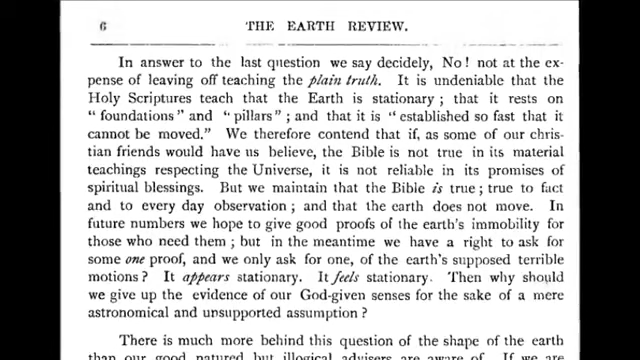 6 THE EARTH REVIEW.
In answer to the last question we say decidely, No ! not at the ex-
pense of leaving off teaching the plain truth. It is undeniable that the
Holy Scriptures teach that the Earth is stationary ; that it rests on
" foundations " and " pillars " ; and that it is " established so fast that it
cannot be moved." We therefore contend that if, as some of our chris-
tian friends would have us believe, the Bible is not true in its material
teachings respecting the Universe, it is not reliable in its promises of
spiritual blessings. But we maintain that the Bible is true ; true to fact
and to every day observation ; and that the earth does not move. In
future numbers we hope to give good proofs of the earth's immobility for
those who need them ; but in the meantime we have a right to ask for
some one proof, and we only ask for one, of the earth's supposed terrible
motions ? It appears stationary. It feels stationary. Then why should
we give up the evidence of our God-given senses for the sake of a mere
astronomical and unsupported assumption ?
There is much more behind this question of the shape of the earth
than our good natured but illogical advisers are aware of. If we are